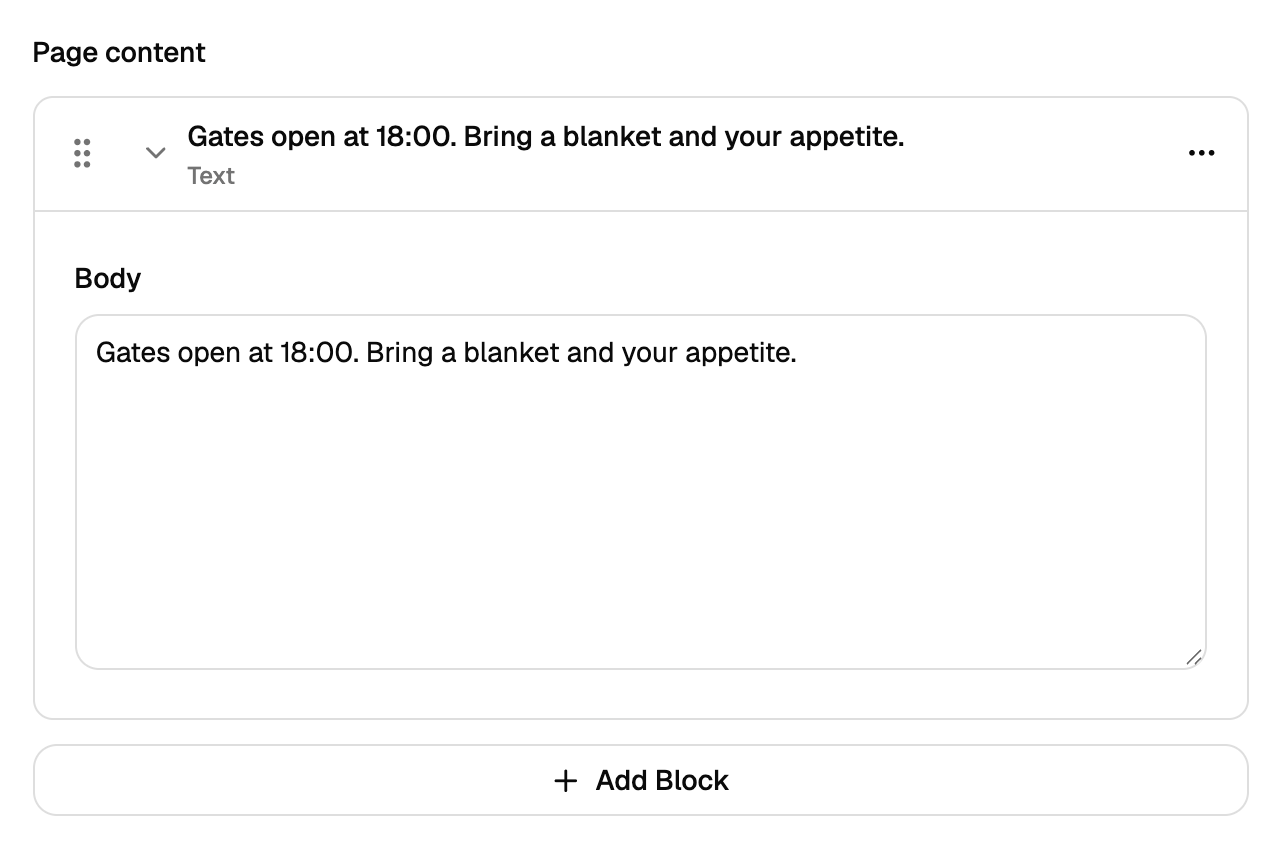 Page content
Gates open at 18:00. Bring a blanket and your appetite.
Text
Body
Gates open at 18:00. Bring a blanket and your appetite.
Add Block